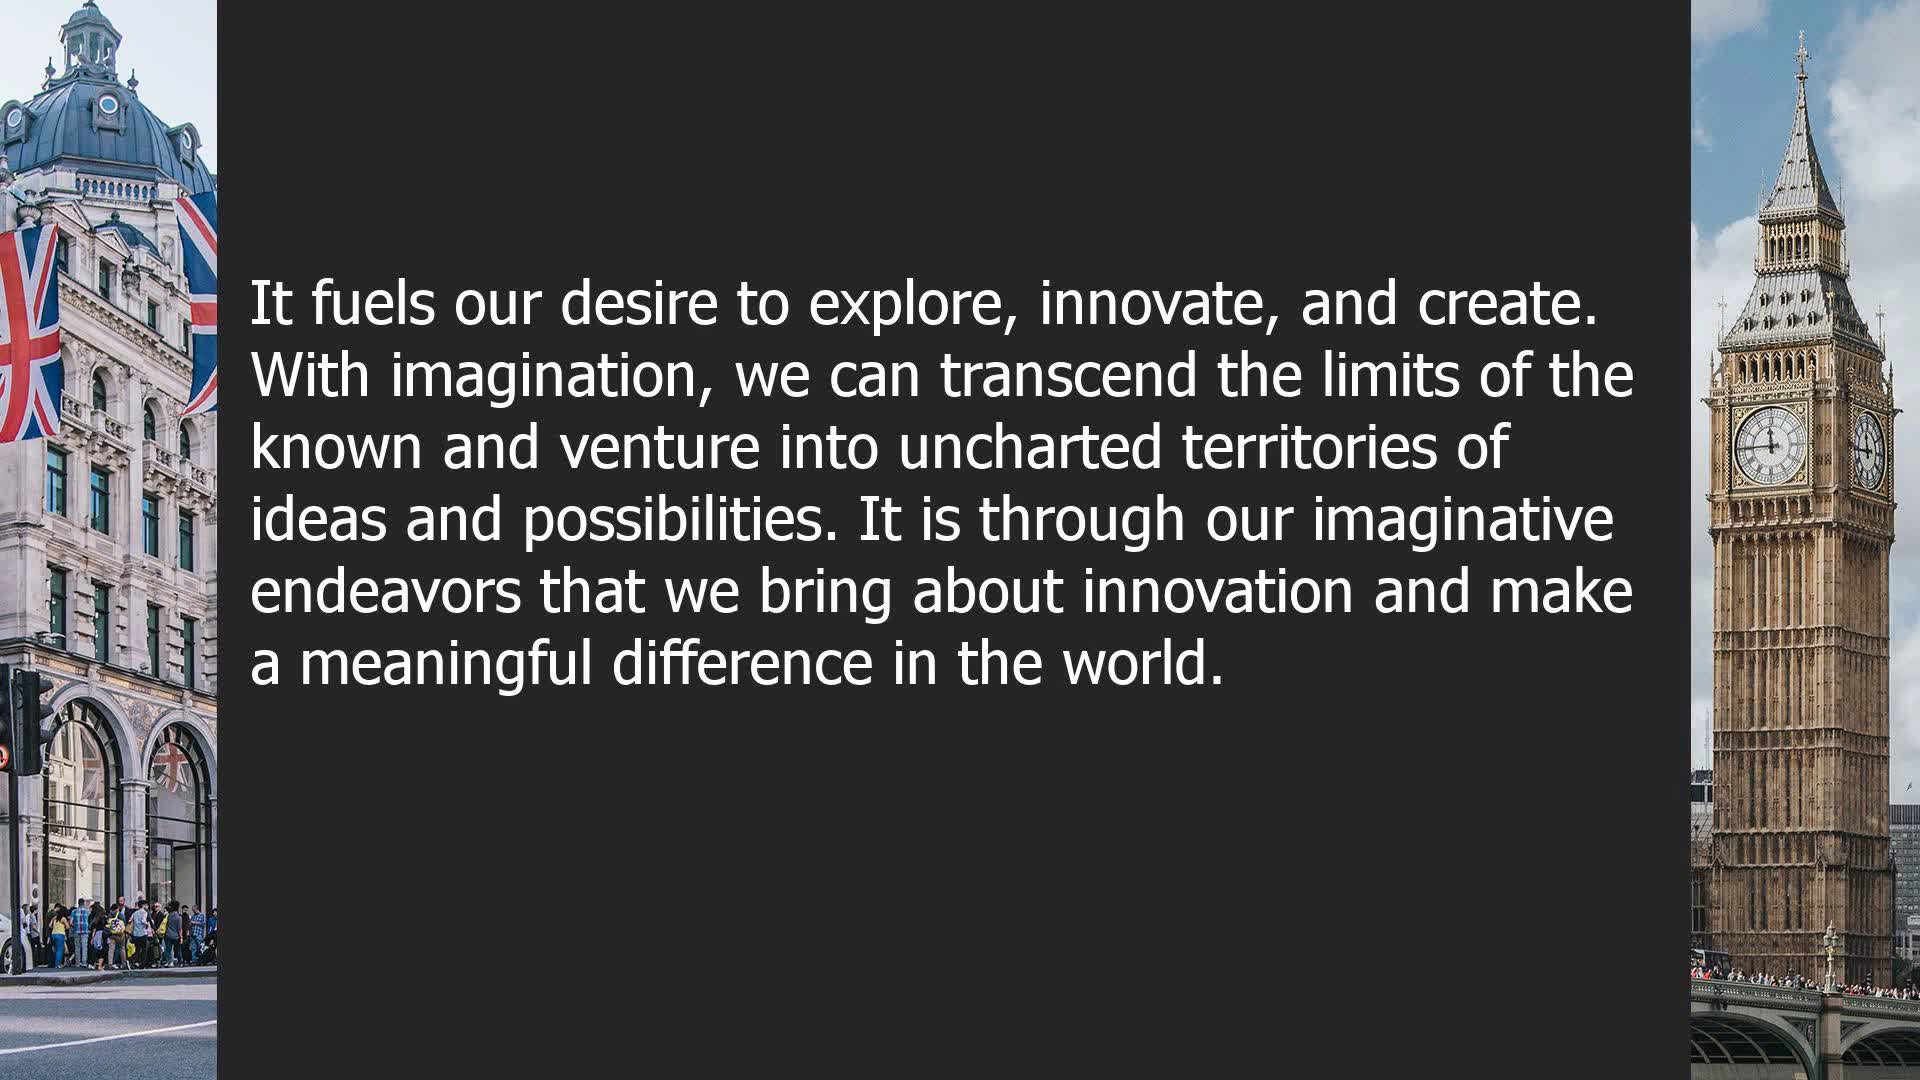 It fuels our desire to explore, innovate, and create.
With imagination, we can transcend the limits of the
known and venture into uncharted territories of
ideas and possibilities. It is through our imaginative
endeavors that we bring about innovation and make
a meaningful difference in the world.